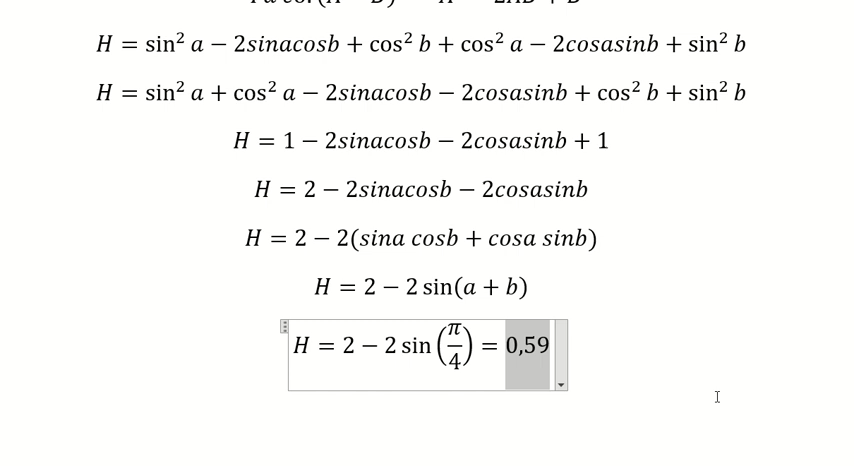 H = sin² a − 2sinacosb + cos² b + cos² a − 2cosasinb + sin² b
H = sin² a + cos² a − 2sinacosb − 2cosasinb + cos² b + sin² b
H = 1 − 2sinacosb − 2cosasinb + 1
H = 2 − 2sinacosb − 2cosasinb
H = 2 − 2(sina cosb + cosa sinb)
H = 2 − 2 sin(a + b)
H = 2 − 2 sin(π/4) = 0,59